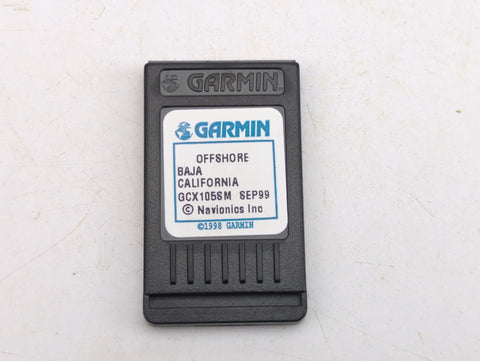 GARMIN
GARMIN
OFFSHORE
BAJA
CALIFORNIA
GCX105SM SEP99
© Navionics Inc
©1998 GARMIN